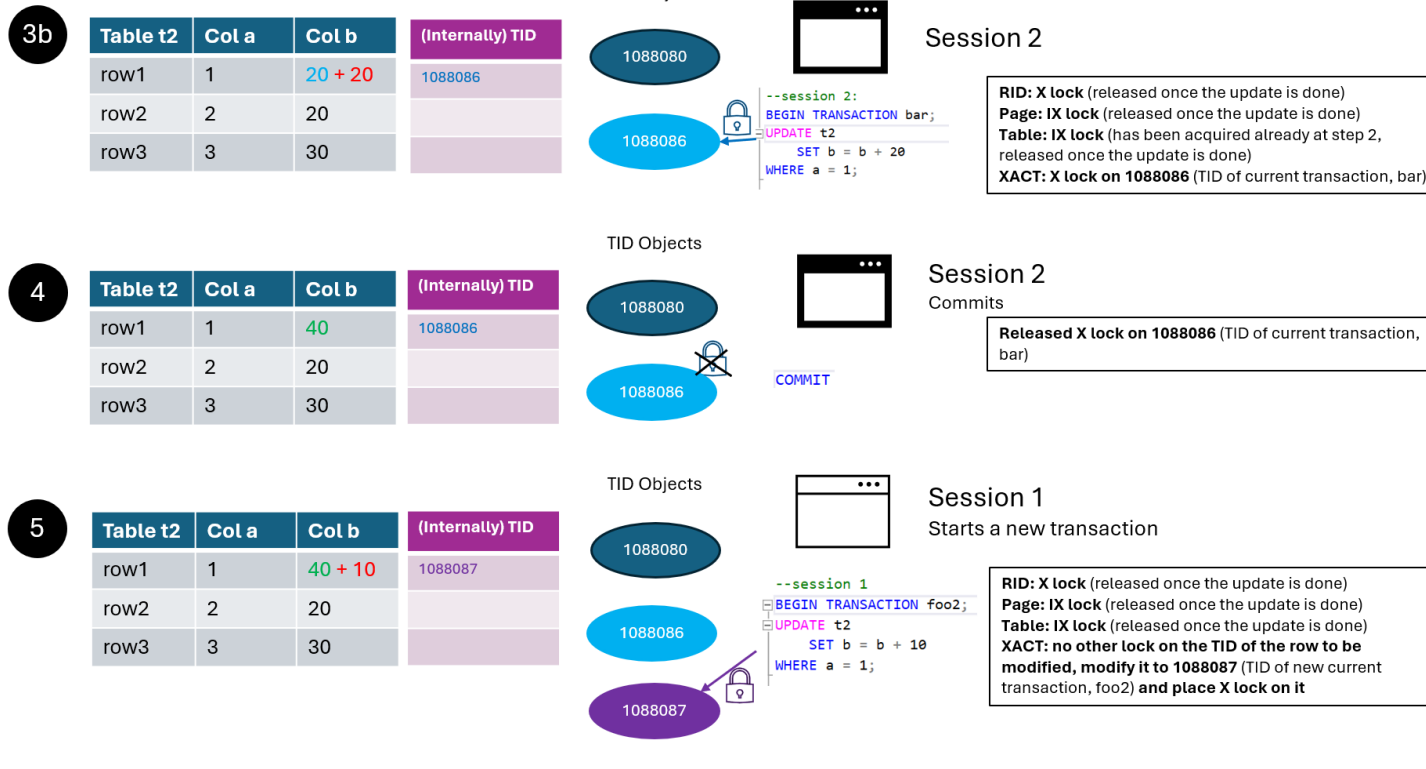 3b
Table t2 Col a Col b
row1 1 20 + 20
row2 2 20
row3 3 30
(Internally) TID
1088086
1088080
1088086
--session 2:
BEGIN TRANSACTION bar;
UPDATE t2
SET b = b + 20
WHERE a = 1;
Session 2
RID: X lock (released once the update is done)
Page: IX lock (released once the update is done)
Table: IX lock (has been acquired already at step 2,
released once the update is done)
XACT: X lock on 1088086 (TID of current transaction, bar)
4
Table t2 Col a Col b
row1 1 40
row2 2 20
row3 3 30
(Internally) TID
1088086
TID Objects
1088080
1088086
COMMIT
Session 2
Commits
Released X lock on 1088086 (TID of current transaction,
bar)
5
Table t2 Col a Col b
row1 1 40 + 10
row2 2 20
row3 3 30
(Internally) TID
1088087
TID Objects
1088080
1088086
1088087
--session 1
BEGIN TRANSACTION foo2;
UPDATE t2
SET b = b + 10
WHERE a = 1;
Session 1
Starts a new transaction
RID: X lock (released once the update is done)
Page: IX lock (released once the update is done)
Table: IX lock (released once the update is done)
XACT: no other lock on the TID of the row to be
modified, modify it to 1088087 (TID of new current
transaction, foo2) and place X lock on it